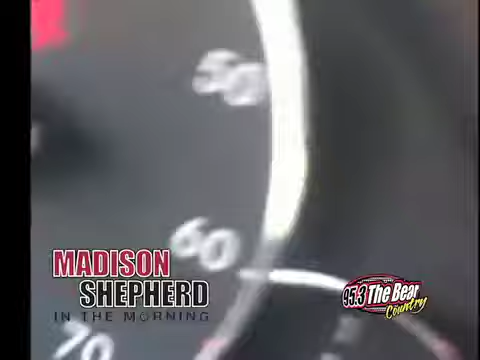 50
60
70
MADISON
SHEPHERD
IN THE MORNING
95.3 The Bear
Country